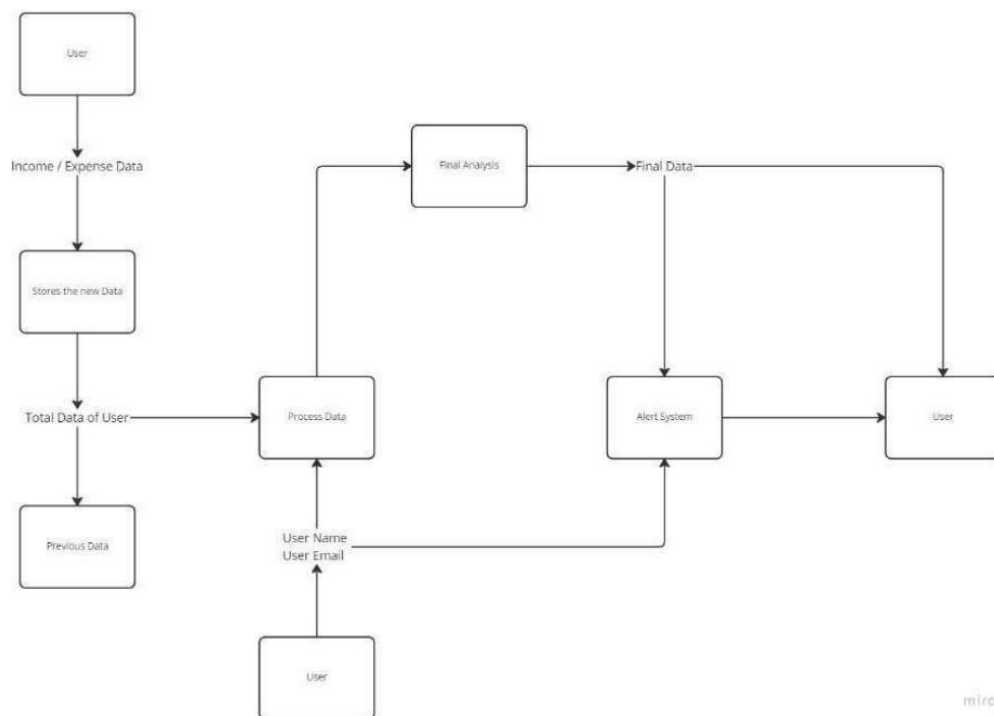 User
Income / Expense Data
Final Analysis
Final Data
Stores the new Data
Total Data of User
Process Data
Alert System
User
Previous Data
User Name
User Email
User
miro